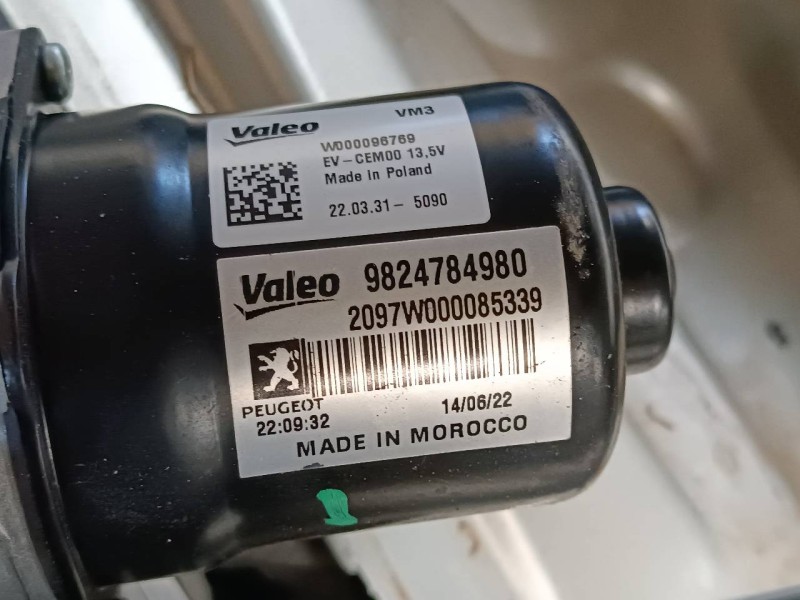 Valeo VM3
W000096769
EV-CEM00 13,5V
Made in Poland
22.03.31- 5090
Valeo 9824784980
2097W000085339
PEUGEOT 14/06/22
22:09:32
MADE IN MOROCCO